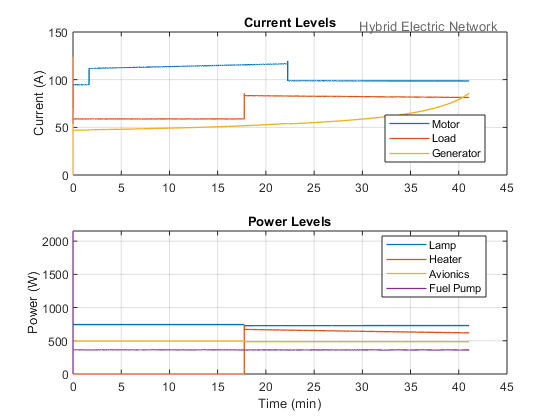 Hybrid Electric Network
Current Levels
Current (A)
150
100
50
0
Motor
Load
Generator
0 5 10 15 20 25 30 35 40 45
Power Levels
Power (W)
2000
1500
1000
500
0
Lamp
Heater
Avionics
Fuel Pump
0 5 10 15 20 25 30 35 40 45
Time (min)